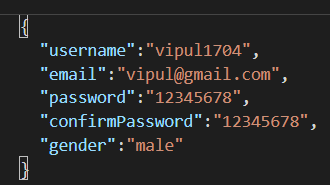 {
"username":"vipul1704",
"email":"vipul@gmail.com",
"password":"12345678",
"confirmPassword":"12345678",
"gender":"male"
}